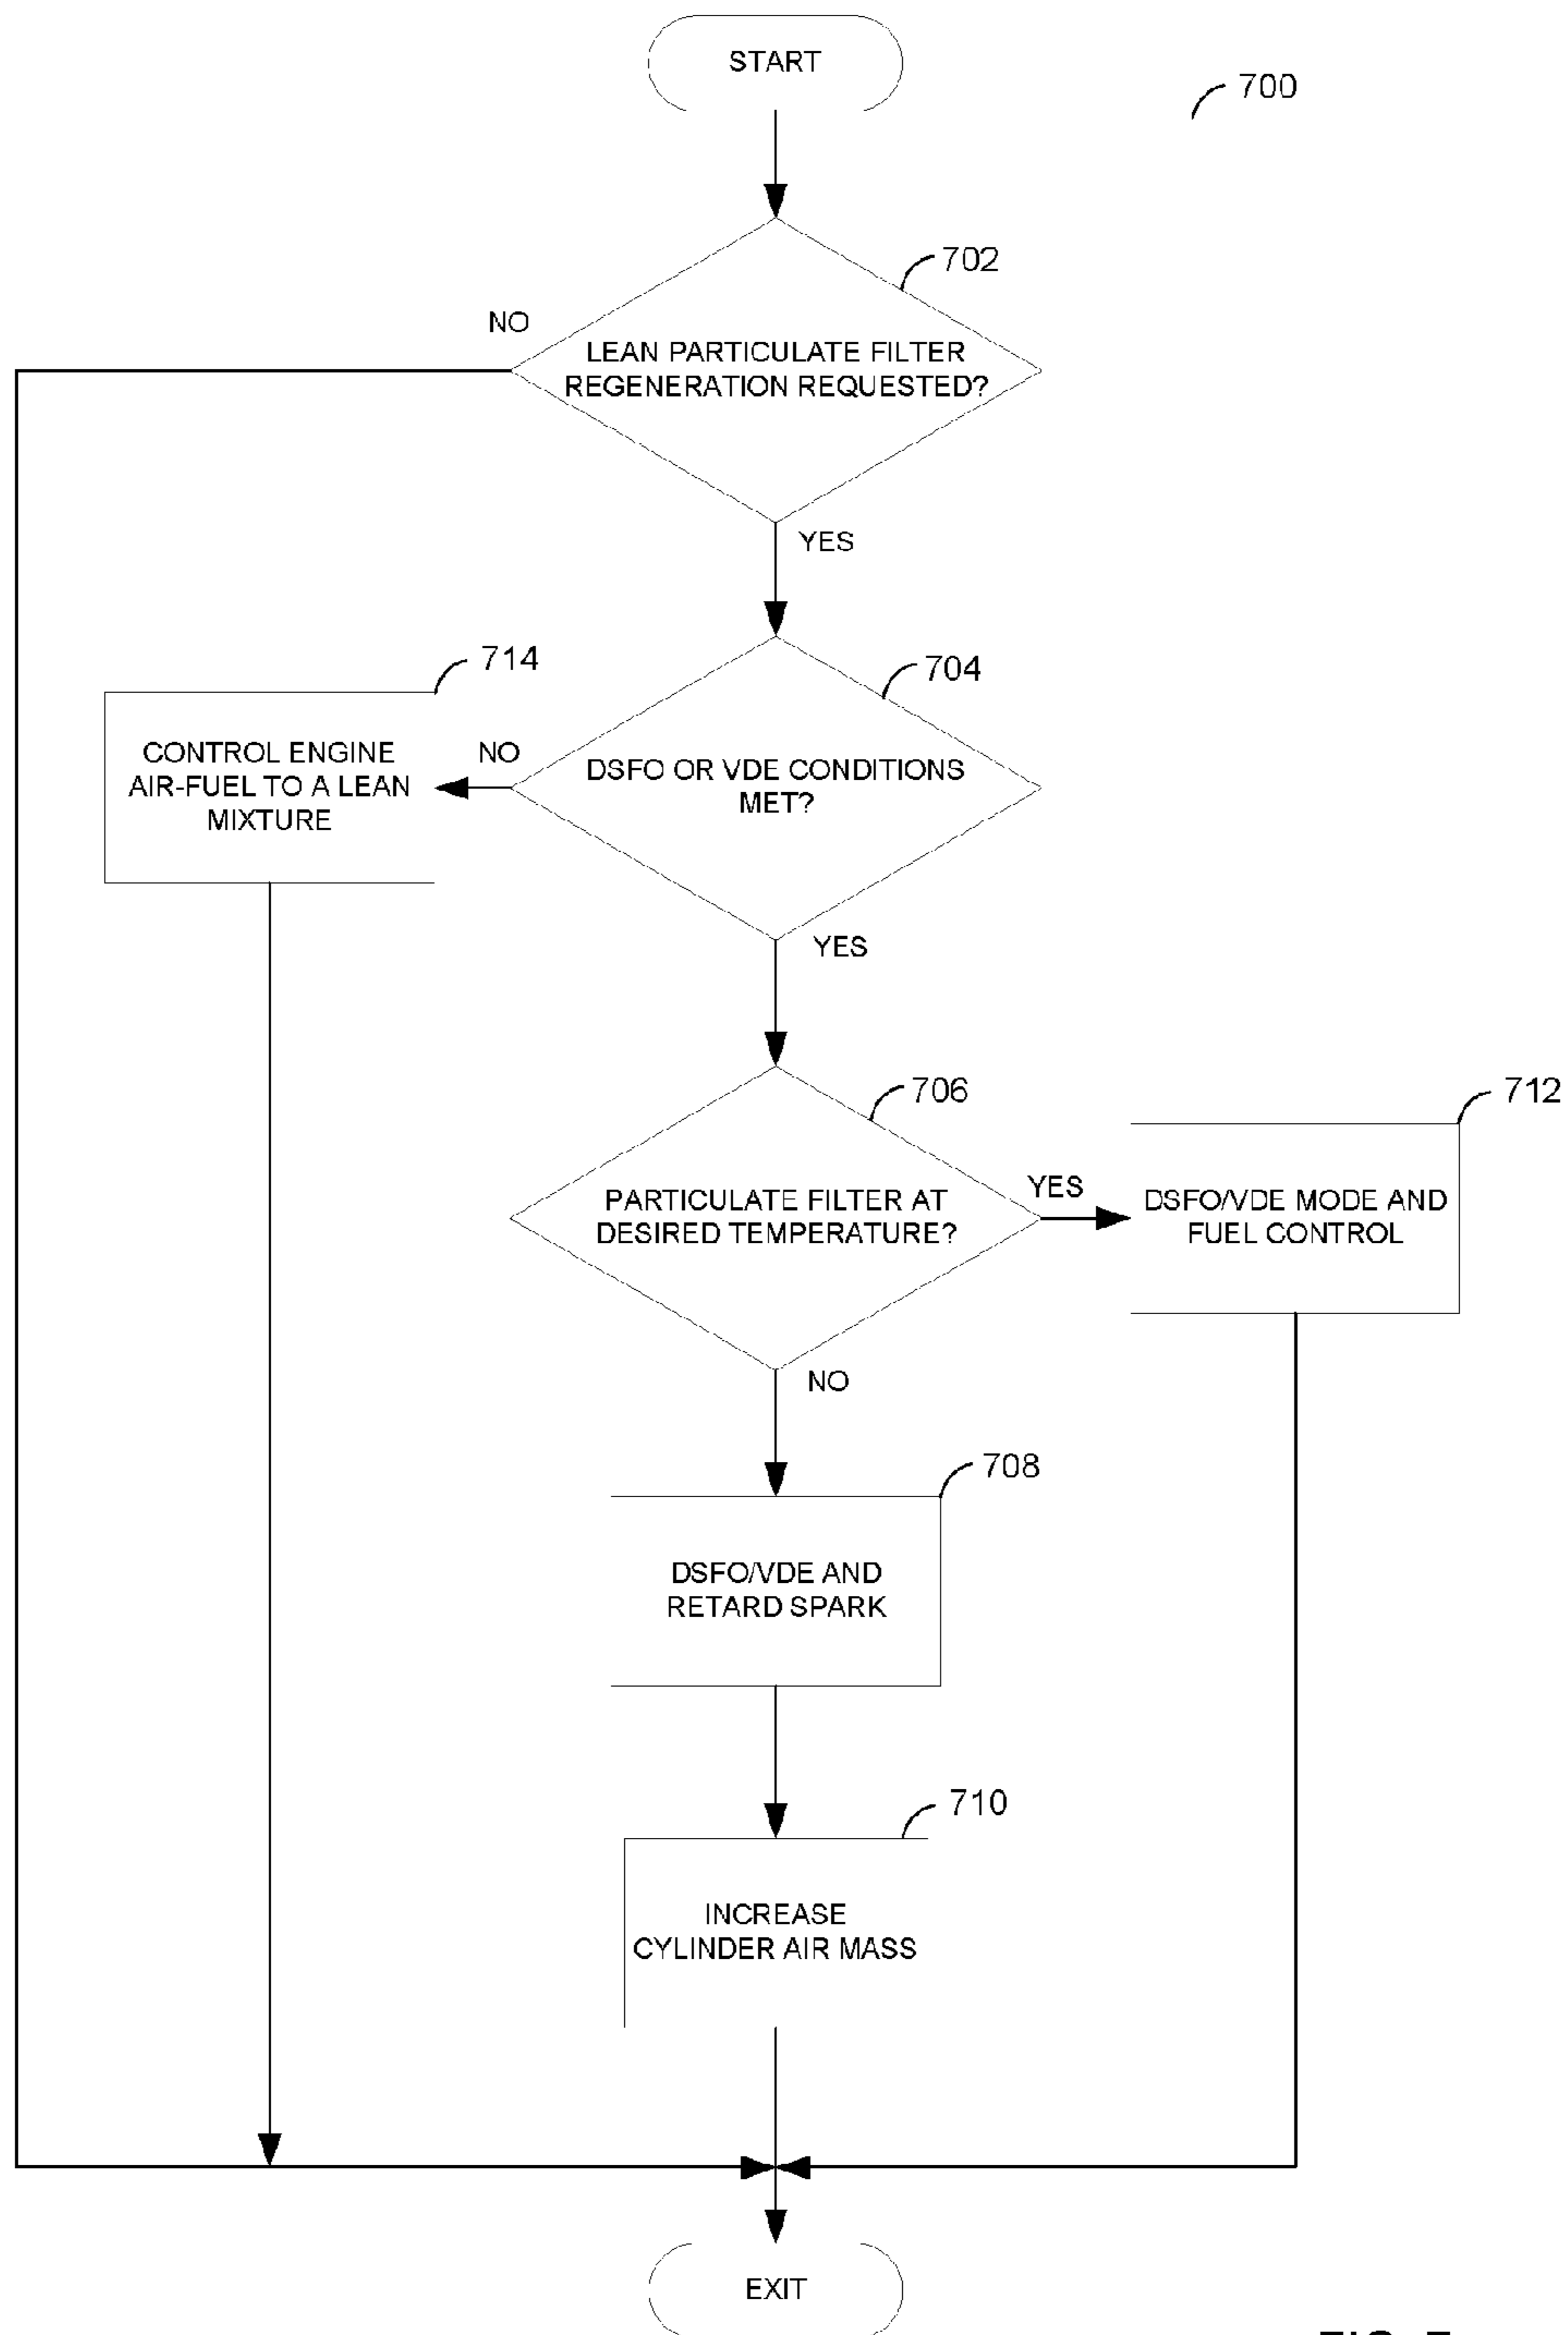 START
700
702
NO
LEAN PARTICULATE FILTER
REGENERATION REQUESTED?
YES
714
704
CONTROL ENGINE
AIR-FUEL TO A LEAN
MIXTURE
NO
DSFO OR VDE CONDITIONS
MET?
YES
706
712
PARTICULATE FILTER AT
DESIRED TEMPERATURE?
YES
DSFO/VDE MODE AND
FUEL CONTROL
NO
708
DSFO/VDE AND
RETARD SPARK
710
INCREASE
CYLINDER AIR MASS
EXIT